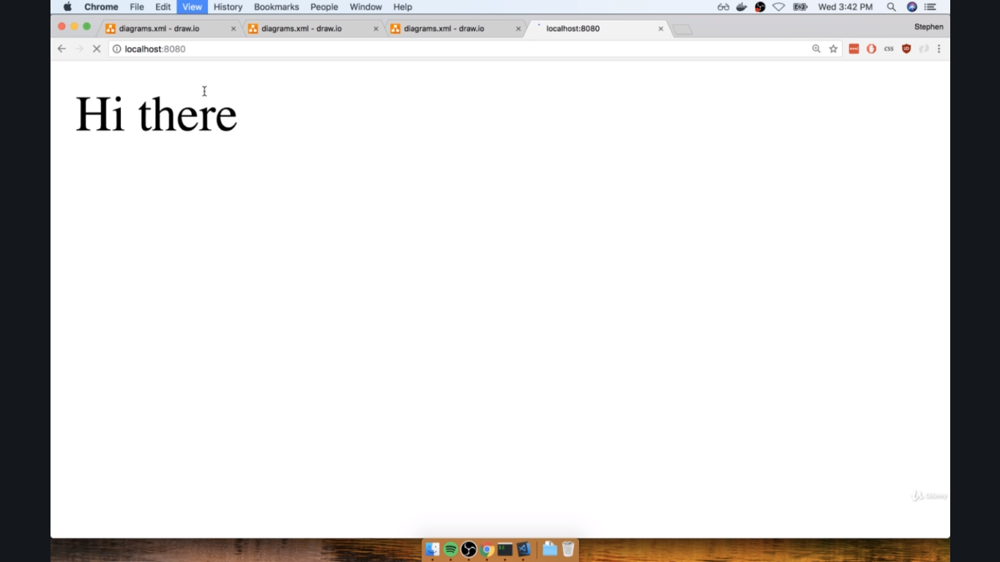 Chrome File Edit View History Bookmarks People Window Help Wed 3:42 PM
diagrams.xml - draw.io diagrams.xml - draw.io diagrams.xml - draw.io localhost:8080 Stephen
localhost:8080 css
Hi there
Udemy